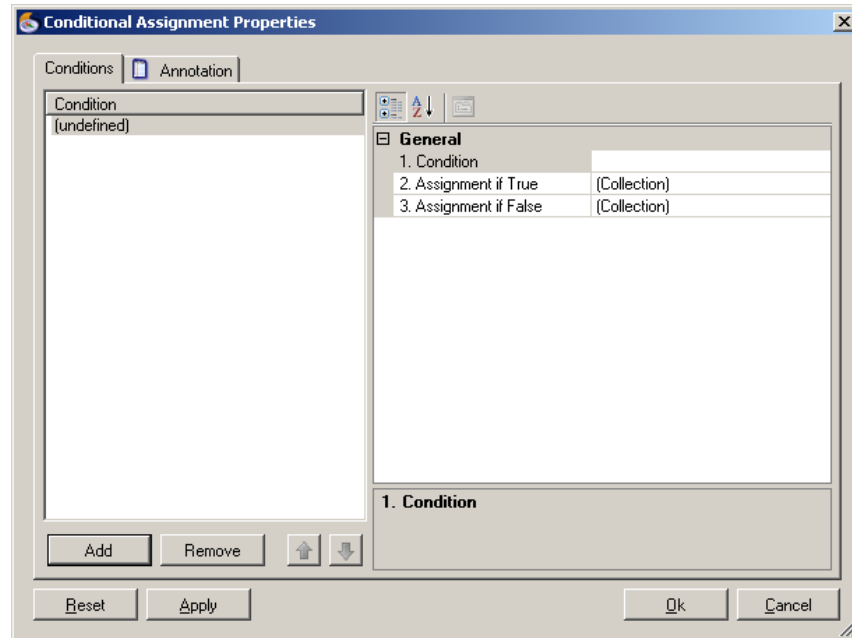 Conditional Assignment Properties
Conditions
Annotation
Condition
(undefined)
General
1. Condition
2. Assignment if True (Collection)
3. Assignment if False (Collection)
1. Condition
Add Remove
Reset Apply Ok Cancel